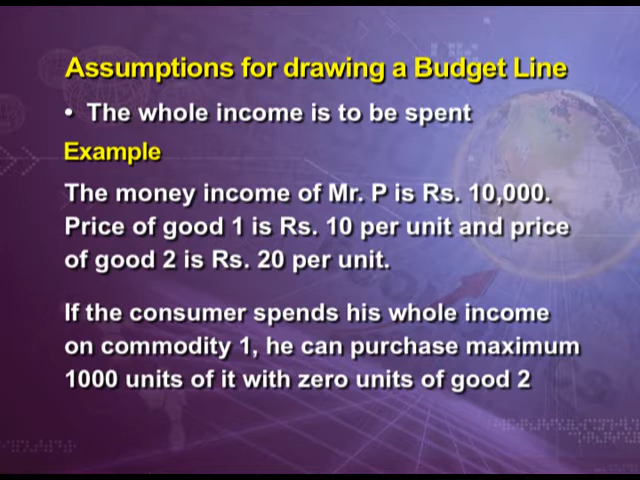 Assumptions for drawing a Budget Line
• The whole income is to be spent
Example
The money income of Mr. P is Rs. 10,000.
Price of good 1 is Rs. 10 per unit and price
of good 2 is Rs. 20 per unit.
If the consumer spends his whole income
on commodity 1, he can purchase maximum
1000 units of it with zero units of good 2